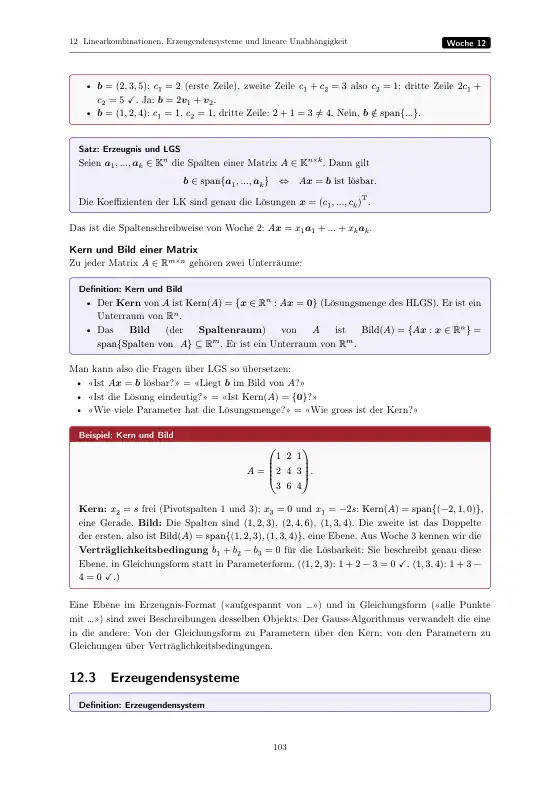 12 Linearkombinationen, Erzeugendensysteme und lineare Unabhängigkeit
Woche 12
• b = (2, 3, 5): c₁ = 2 (erste Zeile), zweite Zeile c₁ + c₂ = 3 also c₂ = 1; dritte Zeile 2c₁ +
c₂ = 5 ✓. Ja: b = 2v₁ + v₂.
• b = (1, 2, 4): c₁ = 1, c₂ = 1, dritte Zeile: 2 + 1 = 3 ≠ 4. Nein, b ∉ span{...}.
Satz: Erzeugnis und LGS
Seien a₁, ..., aₖ ∈ 𝕂ⁿ die Spalten einer Matrix A ∈ 𝕂ⁿˣᵏ. Dann gilt
b ∈ span{a₁, ..., aₖ} ⇔ Ax = b ist lösbar.
Die Koeffizienten der LK sind genau die Lösungen x = (c₁, ..., cₖ)ᵀ.
Das ist die Spaltenschreibweise von Woche 2: Ax = x₁a₁ + ... + xₖaₖ.
Kern und Bild einer Matrix
Zu jeder Matrix A ∈ ℝᵐˣⁿ gehören zwei Unterräume:
Definition: Kern und Bild
• Der Kern von A ist Kern(A) = {x ∈ ℝⁿ : Ax = 0} (Lösungsmenge des HLGS). Er ist ein
Unterraum von ℝⁿ.
• Das Bild (der Spaltenraum) von A ist Bild(A) = {Ax : x ∈ ℝⁿ} =
span{Spalten von A} ⊆ ℝᵐ. Er ist ein Unterraum von ℝᵐ.
Man kann also die Fragen über LGS so übersetzen:
• «Ist Ax = b lösbar?» = «Liegt b im Bild von A?»
• «Ist die Lösung eindeutig?» = «Ist Kern(A) = {0}?»
• «Wie viele Parameter hat die Lösungsmenge?» = «Wie gross ist der Kern?»
Beispiel: Kern und Bild
1 2 1
A = 2 4 3 .
3 6 4
Kern: x₂ = s frei (Pivotspalten 1 und 3); x₃ = 0 und x₁ = −2s: Kern(A) = span{(−2, 1, 0)},
eine Gerade. Bild: Die Spalten sind (1, 2, 3), (2, 4, 6), (1, 3, 4). Die zweite ist das Doppelte
der ersten, also ist Bild(A) = span{(1, 2, 3), (1, 3, 4)}, eine Ebene. Aus Woche 3 kennen wir die
Verträglichkeitsbedingung b₁ + b₂ − b₃ = 0 für die Lösbarkeit: Sie beschreibt genau diese
Ebene, in Gleichungsform statt in Parameterform. ((1, 2, 3): 1 + 2 − 3 = 0 ✓, (1, 3, 4): 1 + 3 −
4 = 0 ✓.)
Eine Ebene im Erzeugnis-Format («aufgespannt von ...») und in Gleichungsform («alle Punkte
mit ...») sind zwei Beschreibungen desselben Objekts. Der Gauss-Algorithmus verwandelt die eine
in die andere: Von der Gleichungsform zu Parametern über den Kern; von den Parametern zu
Gleichungen über Verträglichkeitsbedingungen.
12.3 Erzeugendensysteme
Definition: Erzeugendensystem
103